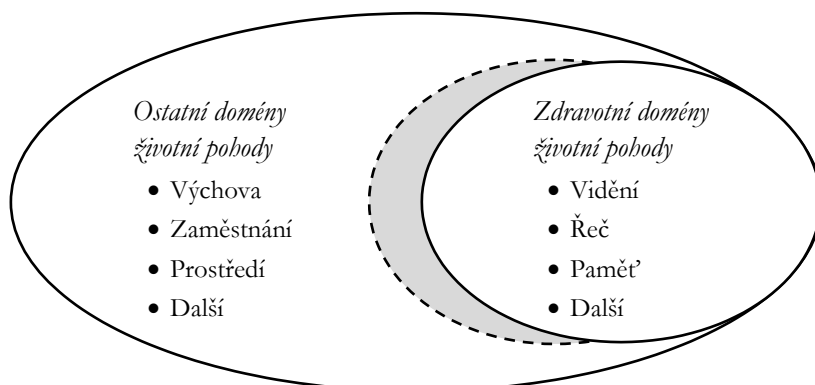 Ostatní domény
životní pohody
• Výchova
• Zaměstnání
• Prostředí
• Další
Zdravotní domény
životní pohody
• Vidění
• Řeč
• Paměť
• Další